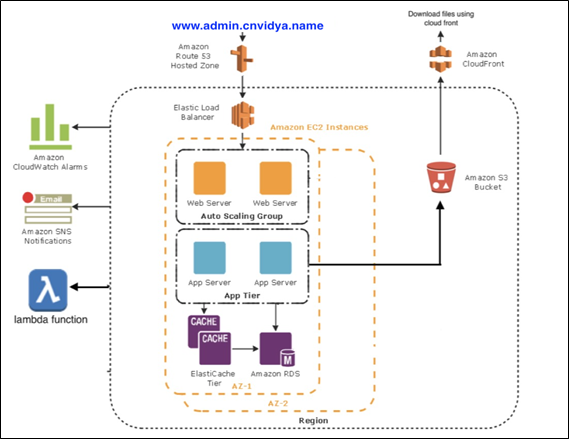 www.admin.cnvidya.name
Download files using
cloud front
Amazon
Route 53
Hosted Zone
Amazon
CloudFront
Elastic Load
Balancer
Amazon EC2 Instances
Amazon
CloudWatch Alarms
Web Server
Web Server
Auto Scaling Group
Amazon S3
Bucket
Email
Amazon SNS
Notifications
App Server
App Server
App Tier
λ
lambda function
CACHE
CACHE
M
ElastiCache
Tier
Amazon RDS
AZ-1
AZ-2
Region